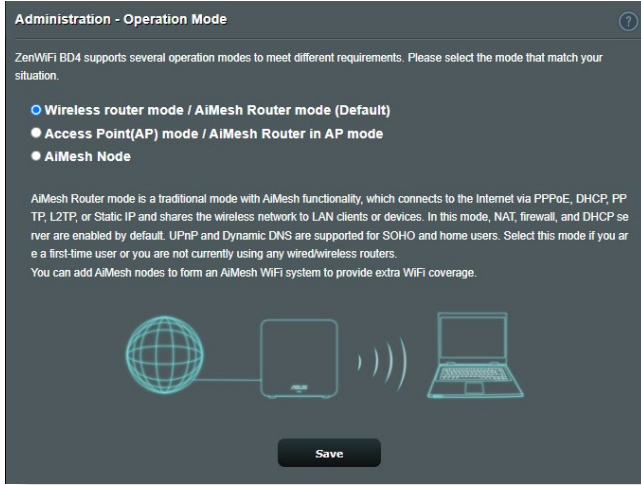 Administration - Operation Mode
?
ZenWiFi BD4 supports several operation modes to meet different requirements. Please select the mode that match your
situation.
Wireless router mode / AiMesh Router mode (Default)
Access Point(AP) mode / AiMesh Router in AP mode
AiMesh Node
AiMesh Router mode is a traditional mode with AiMesh functionality, which connects to the Internet via PPPoE, DHCP, PP
TP, L2TP, or Static IP and shares the wireless network to LAN clients or devices. In this mode, NAT, firewall, and DHCP se
rver are enabled by default. UPnP and Dynamic DNS are supported for SOHO and home users. Select this mode if you ar
e a first-time user or you are not currently using any wired/wireless routers.
You can add AiMesh nodes to form an AiMesh WiFi system to provide extra WiFi coverage.
ASUS
Save